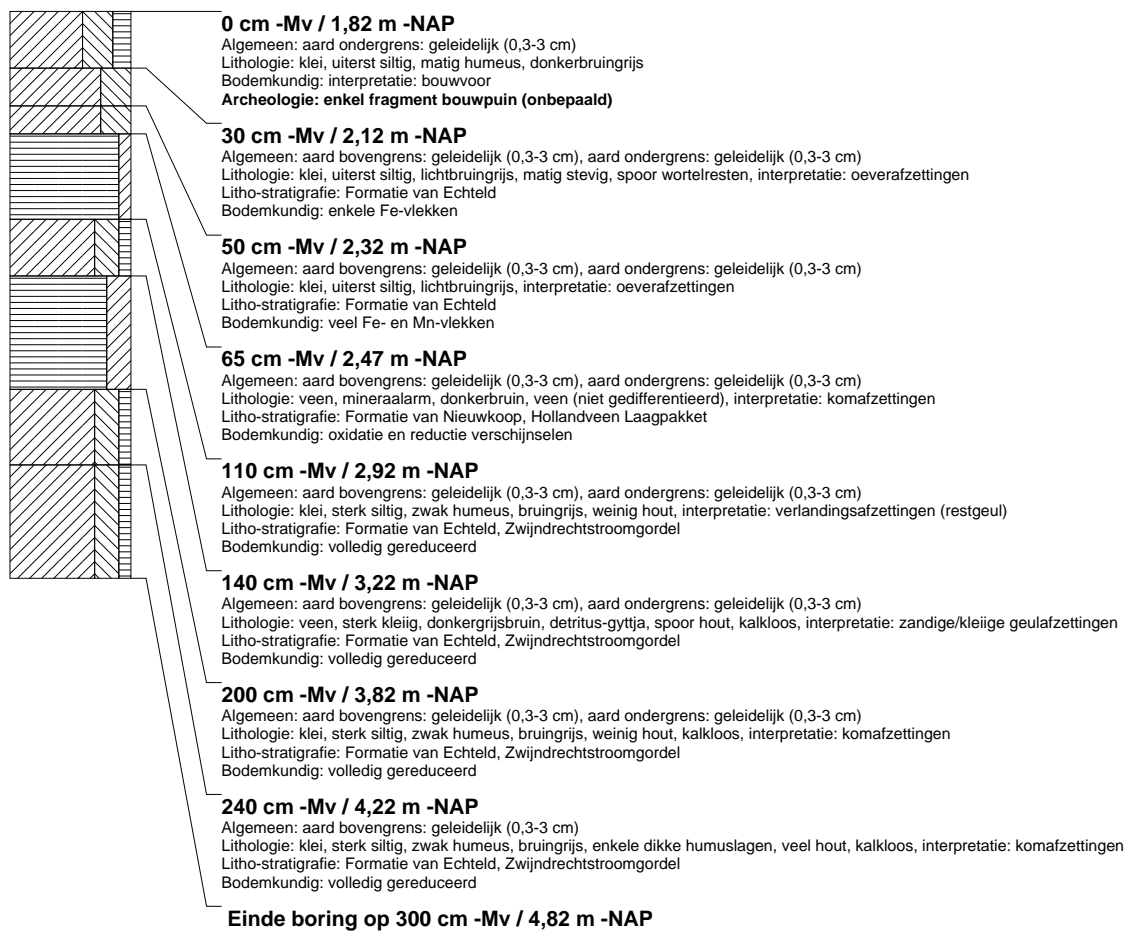 0 cm -Mv / 1,82 m -NAP
Algemeen: aard ondergrens: geleidelijk (0,3-3 cm)
Lithologie: klei, uiterst siltig, matig humeus, donkerbruingrijs
Bodemkundig: interpretatie: bouwvoor
Archeologie: enkel fragment bouwpuin (onbepaald)
30 cm -Mv / 2,12 m -NAP
Algemeen: aard bovengrens: geleidelijk (0,3-3 cm), aard ondergrens: geleidelijk (0,3-3 cm)
Lithologie: klei, uiterst siltig, lichtbruingrijs, matig stevig, spoor wortelresten, interpretatie: oeverafzettingen
Litho-stratigrafie: Formatie van Echteld
Bodemkundig: enkele Fe-vlekken
50 cm -Mv / 2,32 m -NAP
Algemeen: aard bovengrens: geleidelijk (0,3-3 cm), aard ondergrens: geleidelijk (0,3-3 cm)
Lithologie: klei, uiterst siltig, lichtbruingrijs, interpretatie: oeverafzettingen
Litho-stratigrafie: Formatie van Echteld
Bodemkundig: veel Fe- en Mn-vlekken
65 cm -Mv / 2,47 m -NAP
Algemeen: aard bovengrens: geleidelijk (0,3-3 cm), aard ondergrens: geleidelijk (0,3-3 cm)
Lithologie: veen, mineraalarm, donkerbruin, veen (niet gedifferentieerd), interpretatie: komafzettingen
Litho-stratigrafie: Formatie van Nieuwkoop, Hollandveen Laagpakket
Bodemkundig: oxidatie en reductie verschijnselen
110 cm -Mv / 2,92 m -NAP
Algemeen: aard bovengrens: geleidelijk (0,3-3 cm), aard ondergrens: geleidelijk (0,3-3 cm)
Lithologie: klei, sterk siltig, zwak humeus, bruingrijs, weinig hout, interpretatie: verlandingsafzettingen (restgeul)
Litho-stratigrafie: Formatie van Echteld, Zwijndrechtstroomgordel
Bodemkundig: volledig gereduceerd
140 cm -Mv / 3,22 m -NAP
Algemeen: aard bovengrens: geleidelijk (0,3-3 cm), aard ondergrens: geleidelijk (0,3-3 cm)
Lithologie: veen, sterk kleiig, donkergrijsbruin, detritus-gyttja, spoor hout, kalkloos, interpretatie: zandige/kleiige geulafzettingen
Litho-stratigrafie: Formatie van Echteld, Zwijndrechtstroomgordel
Bodemkundig: volledig gereduceerd
200 cm -Mv / 3,82 m -NAP
Algemeen: aard bovengrens: geleidelijk (0,3-3 cm), aard ondergrens: geleidelijk (0,3-3 cm)
Lithologie: klei, sterk siltig, zwak humeus, bruingrijs, weinig hout, kalkloos, interpretatie: komafzettingen
Litho-stratigrafie: Formatie van Echteld, Zwijndrechtstroomgordel
Bodemkundig: volledig gereduceerd
240 cm -Mv / 4,22 m -NAP
Algemeen: aard bovengrens: geleidelijk (0,3-3 cm)
Lithologie: klei, sterk siltig, zwak humeus, bruingrijs, enkele dikke humuslagen, veel hout, kalkloos, interpretatie: komafzettingen
Litho-stratigrafie: Formatie van Echteld, Zwijndrechtstroomgordel
Bodemkundig: volledig gereduceerd
Einde boring op 300 cm -Mv / 4,82 m -NAP